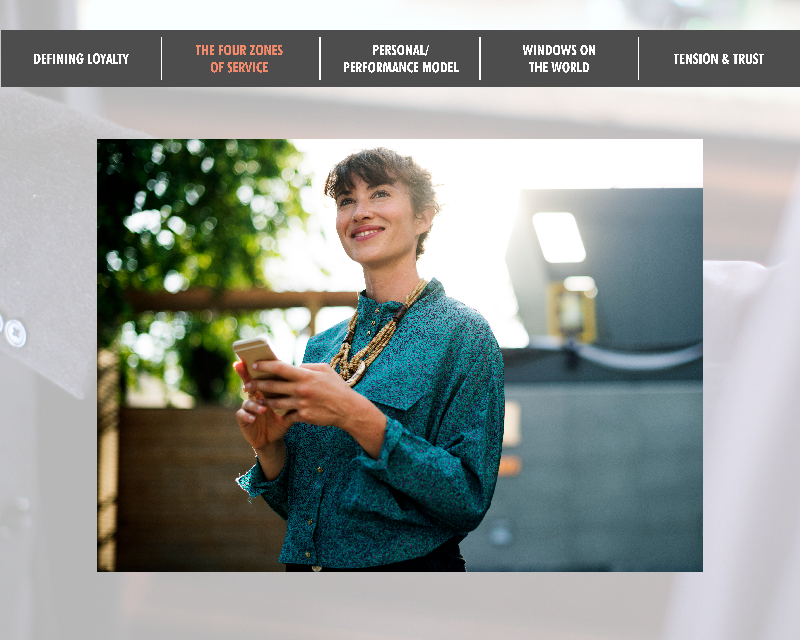 DEFINING LOYALTY
THE FOUR ZONES
OF SERVICE
PERSONAL/
PERFORMANCE MODEL
WINDOWS ON
THE WORLD
TENSION & TRUST